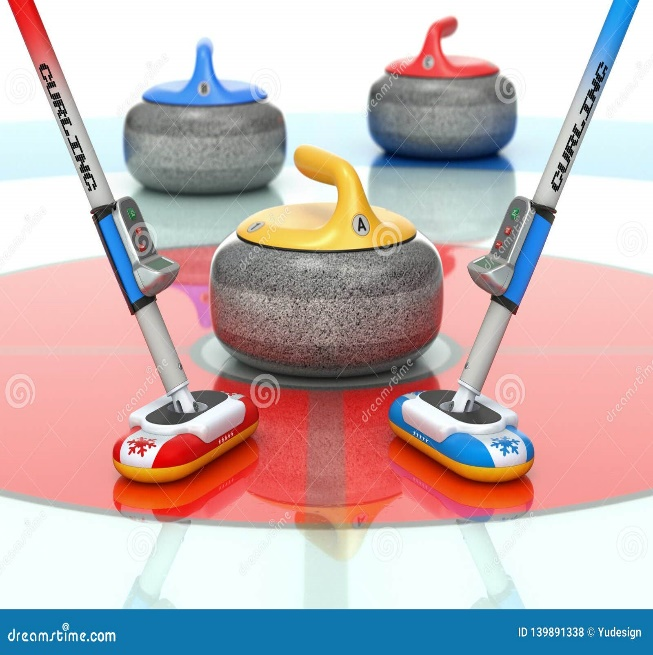 CURLING
CURLING
B
C
A
dreamstime.com
ID 139891338 © Yudesign